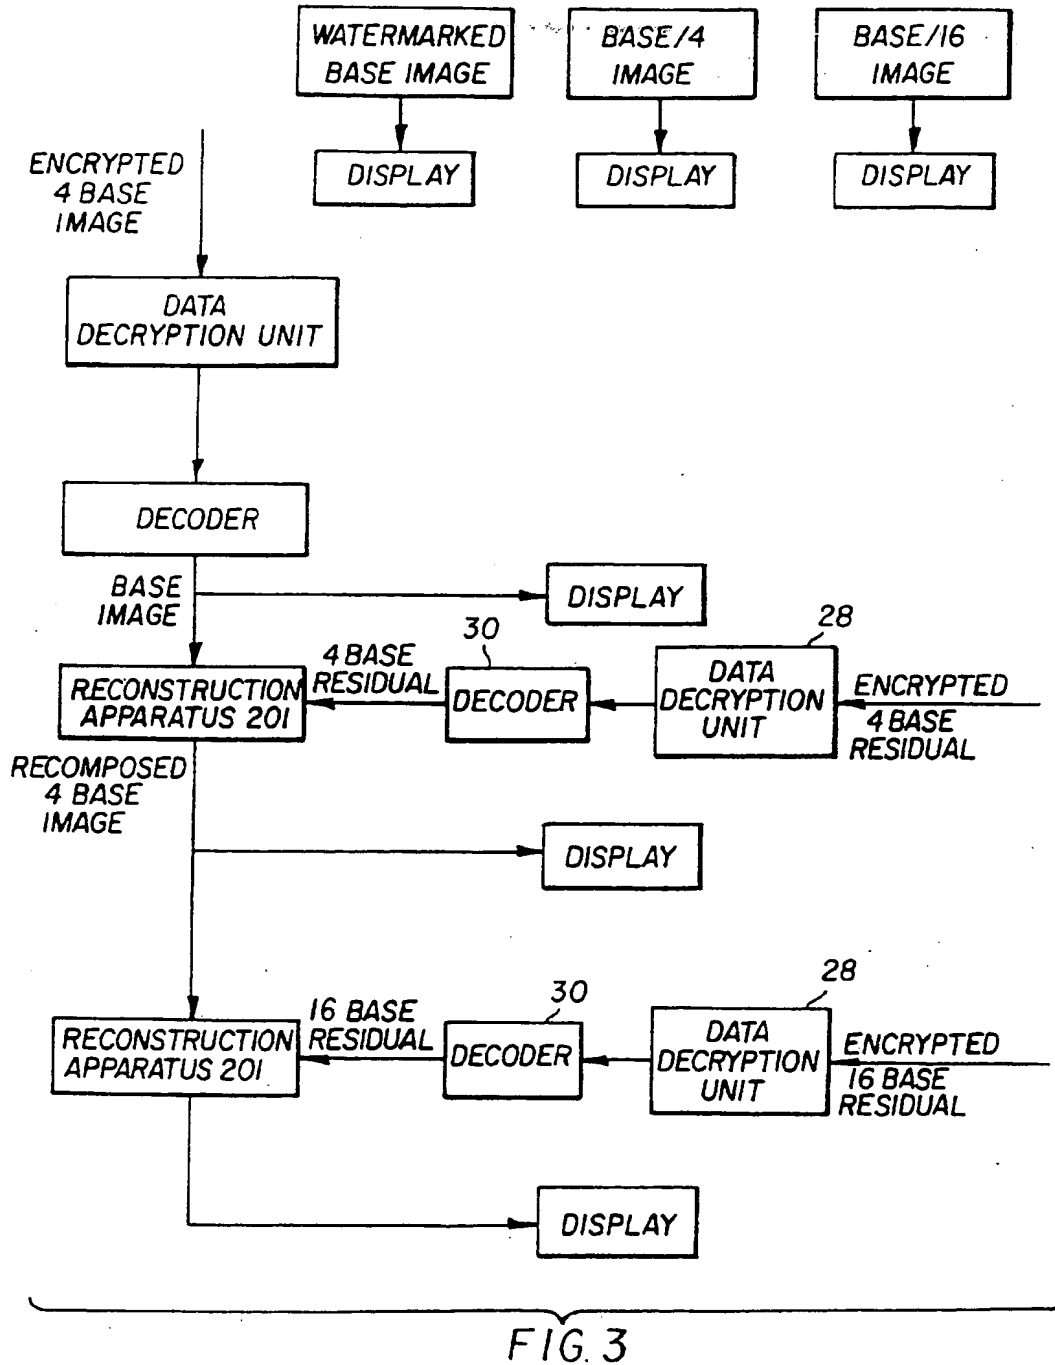 WATERMARKED
BASE IMAGE
BASE/4
IMAGE
BASE/16
IMAGE
DISPLAY
DISPLAY
DISPLAY
ENCRYPTED
4 BASE
IMAGE
DATA
DECRYPTION UNIT
DECODER
BASE
IMAGE
DISPLAY
RECONSTRUCTION
APPARATUS 201
4 BASE
RESIDUAL
30
DECODER
28
DATA
DECRYPTION
UNIT
ENCRYPTED
4 BASE
RESIDUAL
RECOMPOSED
4 BASE
IMAGE
DISPLAY
RECONSTRUCTION
APPARATUS 201
16 BASE
RESIDUAL
30
DECODER
28
DATA
DECRYPTION
UNIT
ENCRYPTED
16 BASE
RESIDUAL
DISPLAY
FIG. 3